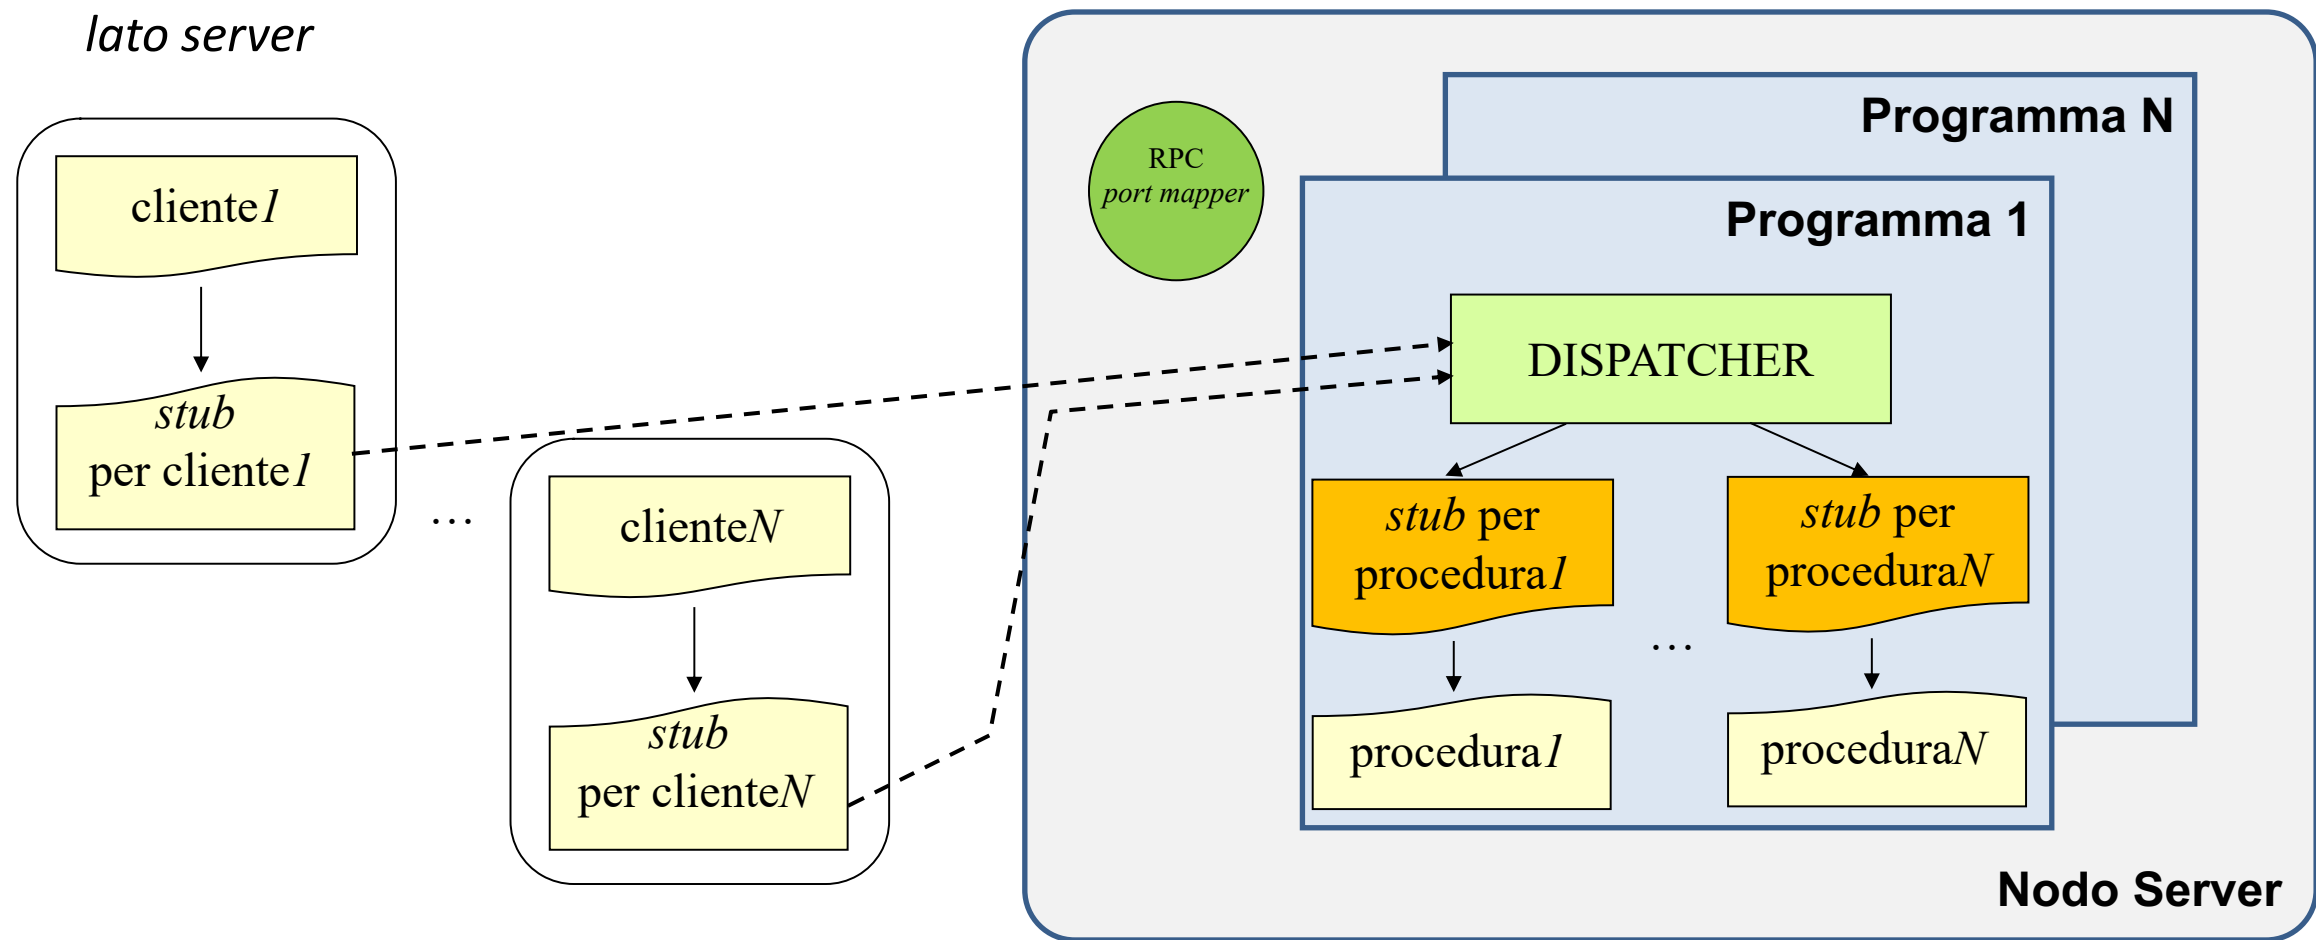 lato server
cliente1
stub
per cliente1
…
clienteN
stub
per clienteN
RPC
port mapper
Programma N
Programma 1
DISPATCHER
stub per
procedura1
stub per
proceduraN
…
procedura1
proceduraN
Nodo Server